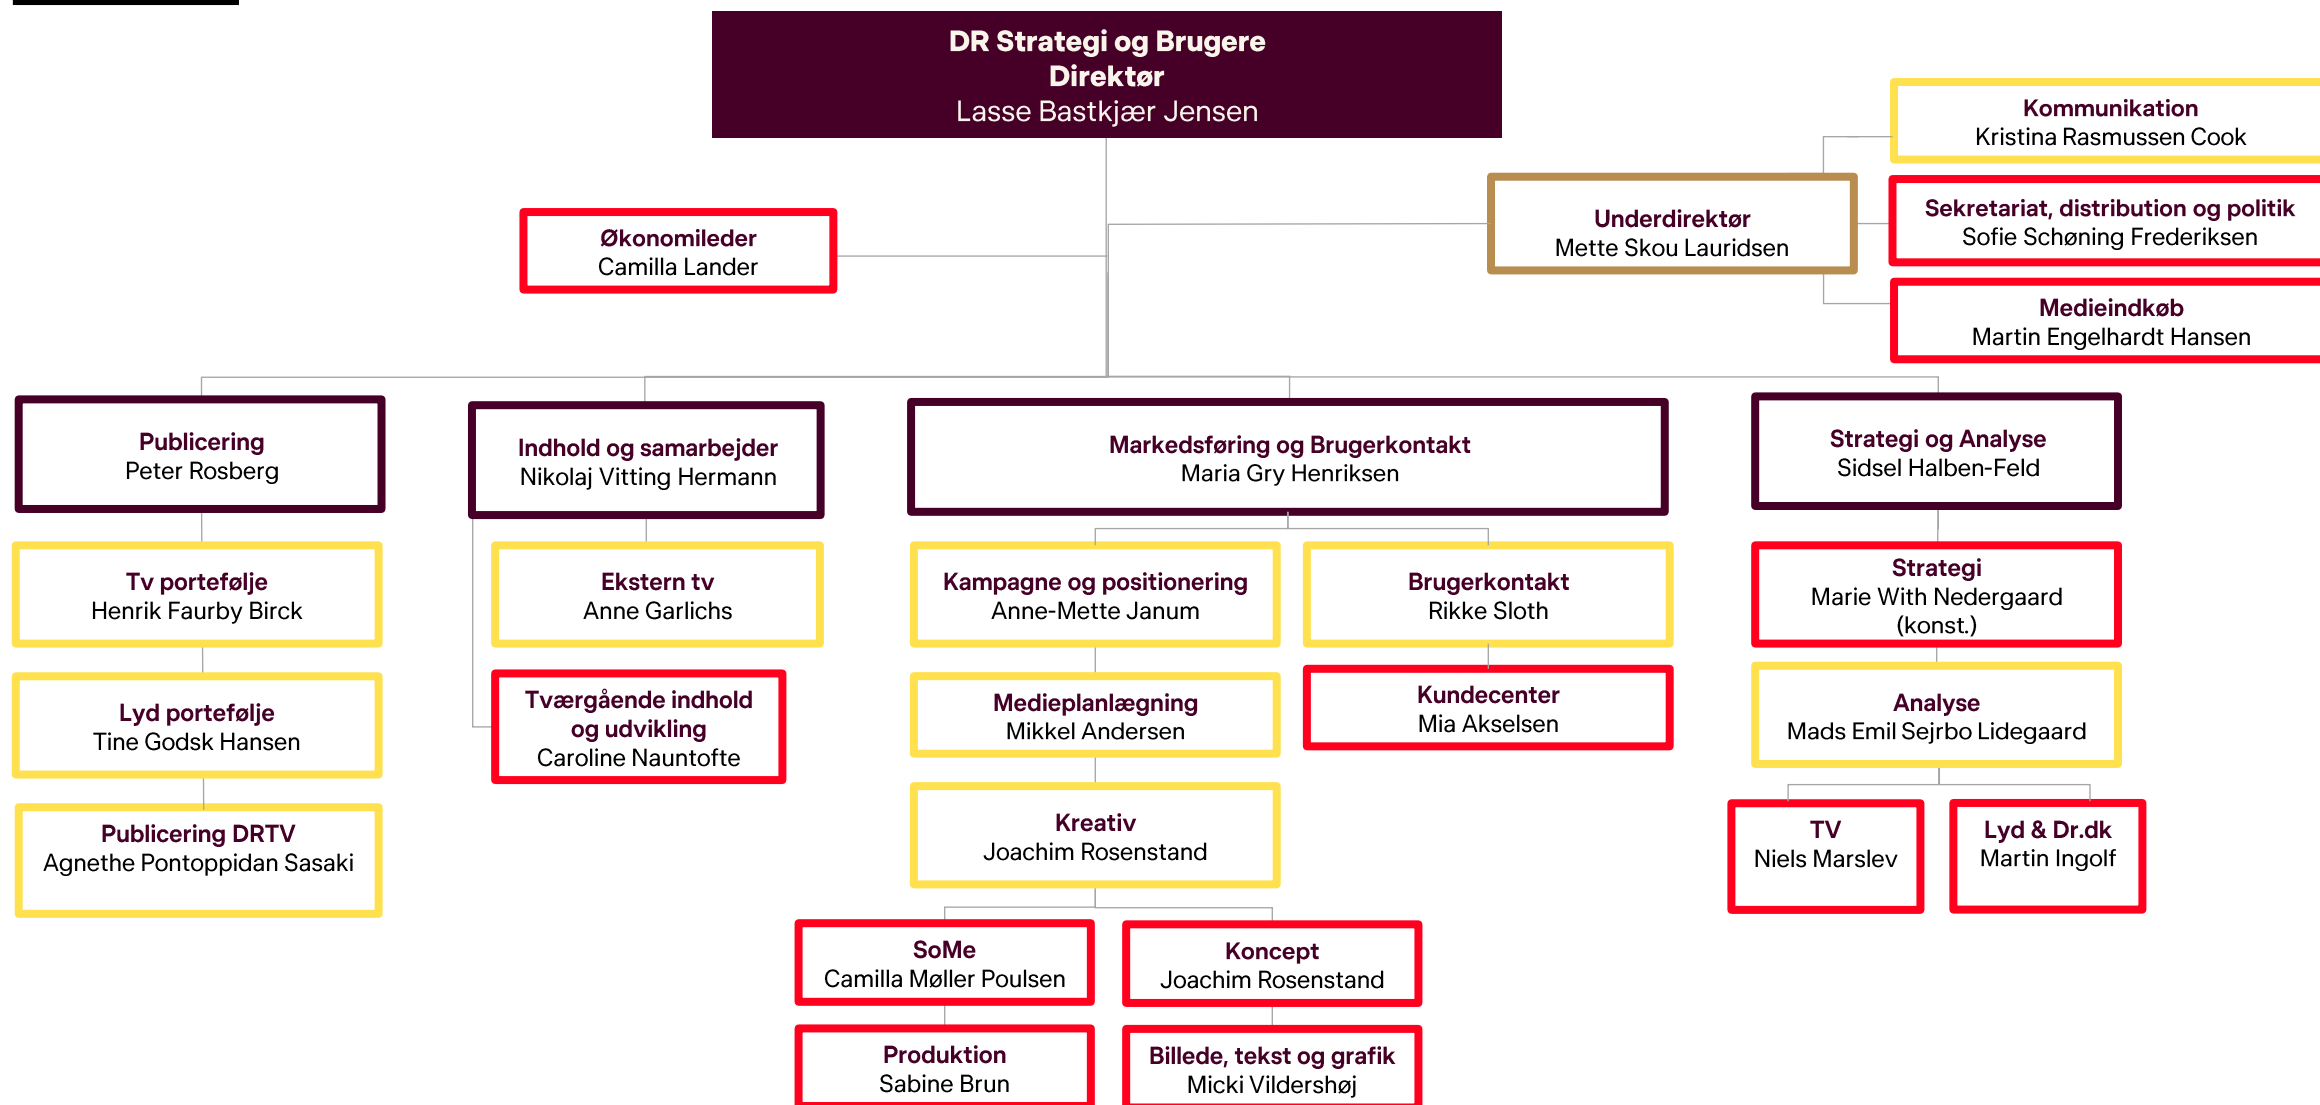 DR Strategi og Brugere
Direktør
Lasse Bastkjær Jensen
Kommunikation
Kristina Rasmussen Cook
Underdirektør
Mette Skou Lauridsen
Sekretariat, distribution og politik
Sofie Schøning Frederiksen
Økonomileder
Camilla Lander
Medieindkøb
Martin Engelhardt Hansen
Publicering
Peter Rosberg
Indhold og samarbejder
Nikolaj Vitting Hermann
Markedsføring og Brugerkontakt
Maria Gry Henriksen
Strategi og Analyse
Sidsel Halben-Feld
Tv portefølje
Henrik Faurby Birck
Ekstern tv
Anne Garlichs
Kampagne og positionering
Anne-Mette Janum
Brugerkontakt
Rikke Sloth
Strategi
Marie With Nedergaard
(konst.)
Lyd portefølje
Tine Godsk Hansen
Tværgående indhold
og udvikling
Caroline Nauntofte
Medieplanlægning
Mikkel Andersen
Kundecenter
Mia Akselsen
Analyse
Mads Emil Sejrbo Lidegaard
Publicering DRTV
Agnethe Pontoppidan Sasaki
Kreativ
Joachim Rosenstand
TV
Niels Marslev
Lyd & Dr.dk
Martin Ingolf
SoMe
Camilla Møller Poulsen
Koncept
Joachim Rosenstand
Produktion
Sabine Brun
Billede, tekst og grafik
Micki Vildershøj